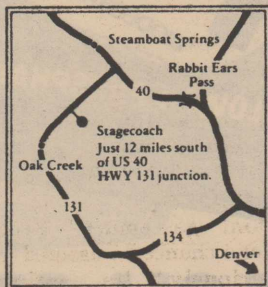 Steamboat Springs
Rabbit Ears
Pass
40
Stagecoach
Just 12 miles south
of US 40
HWY 131 junction.
Oak Creek
131
134
Denver